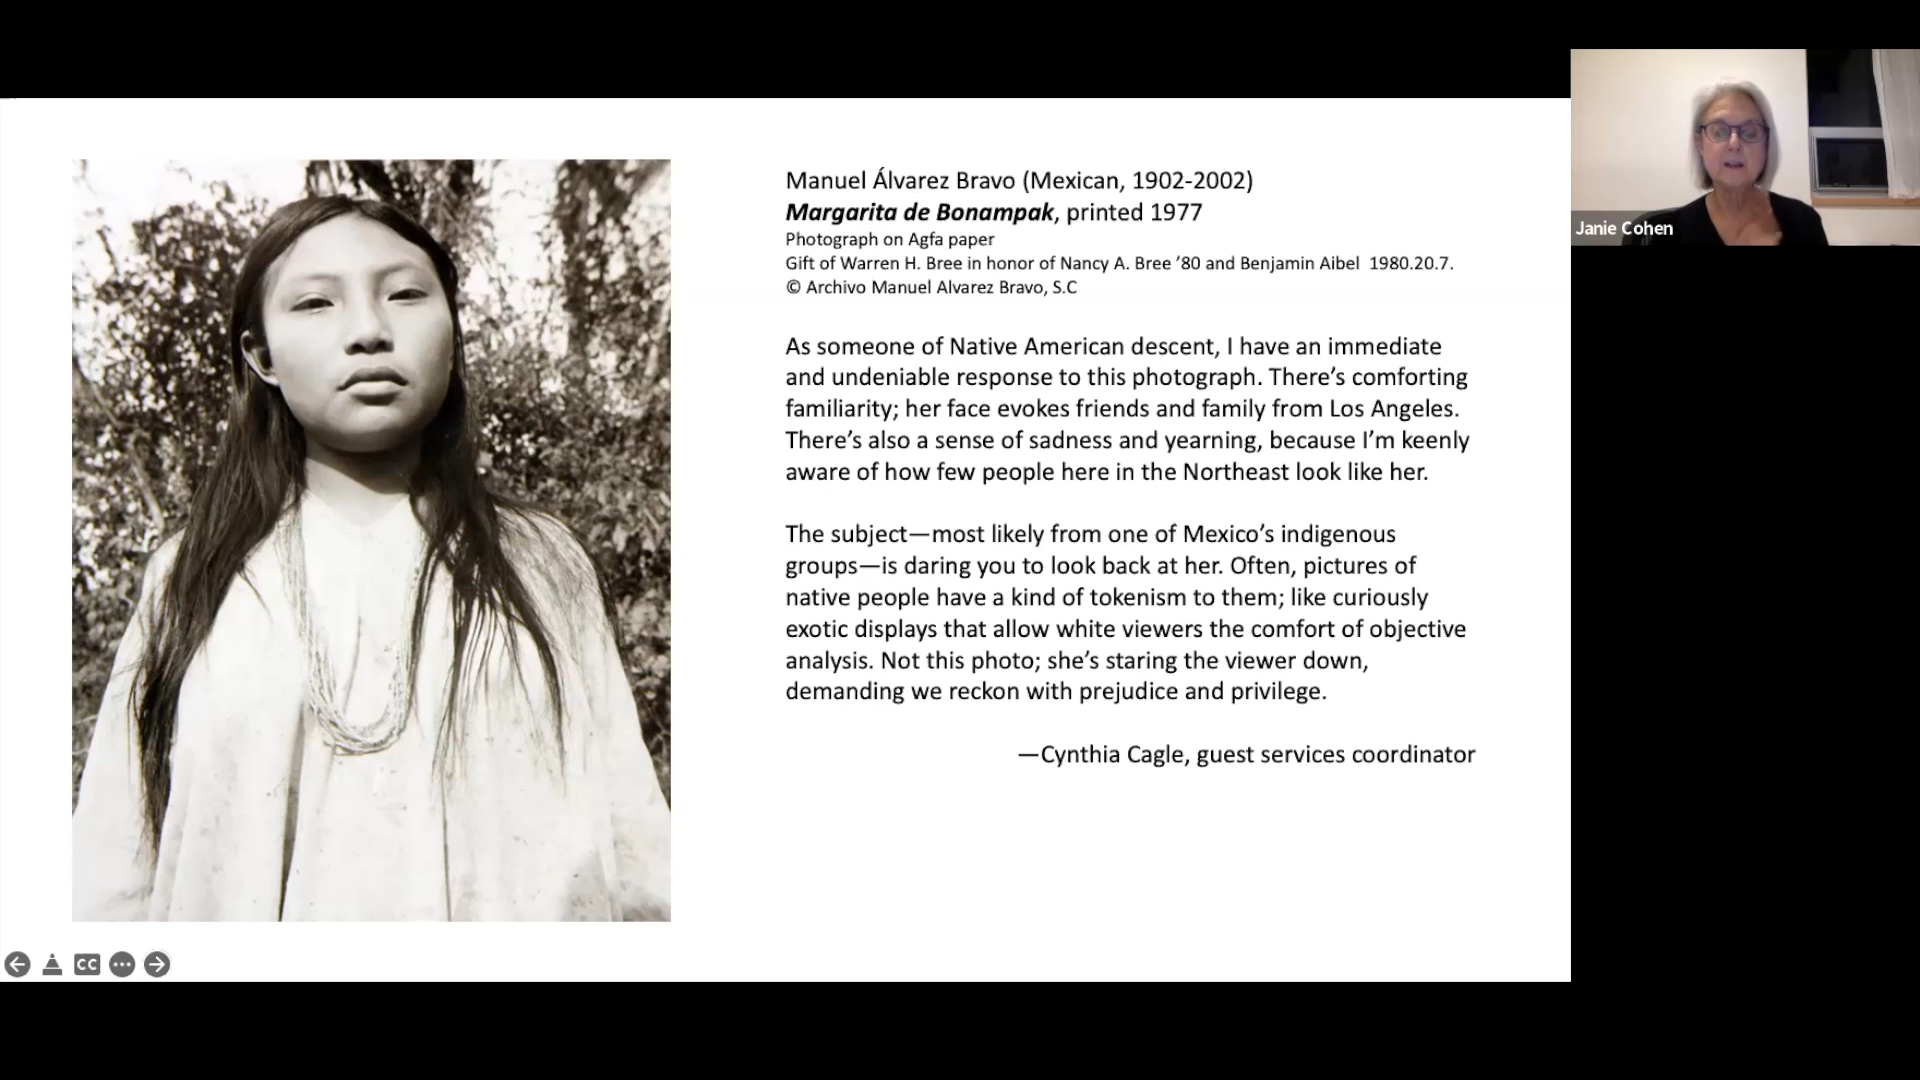 Manuel Álvarez Bravo (Mexican, 1902-2002)
Margarita de Bonampak, printed 1977
Photograph on Agfa paper
Gift of Warren H. Bree in honor of Nancy A. Bree ’80 and Benjamin Aibel  1980.20.7.
© Archivo Manuel Alvarez Bravo, S.C
As someone of Native American descent, I have an immediate
and undeniable response to this photograph. There’s comforting
familiarity; her face evokes friends and family from Los Angeles.
There’s also a sense of sadness and yearning, because I’m keenly
aware of how few people here in the Northeast look like her.
The subject—most likely from one of Mexico’s indigenous
groups—is daring you to look back at her. Often, pictures of
native people have a kind of tokenism to them; like curiously
exotic displays that allow white viewers the comfort of objective
analysis. Not this photo; she’s staring the viewer down,
demanding we reckon with prejudice and privilege.
—Cynthia Cagle, guest services coordinator
Janie Cohen
CC